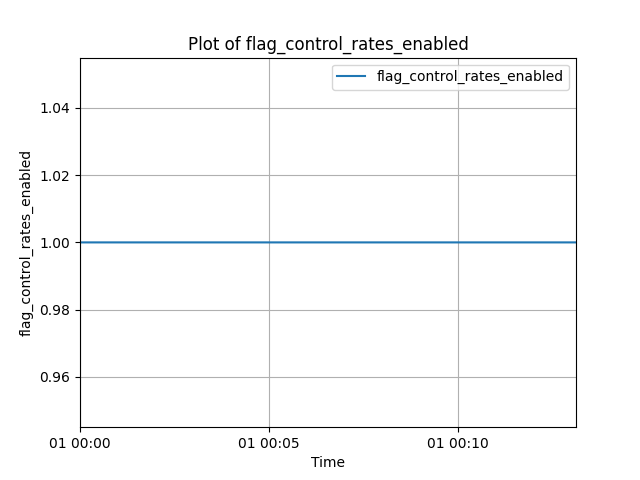 Plot of flag_control_rates_enabled
flag_control_rates_enabled
1.04
1.02
1.00
0.98
0.96
flag_control_rates_enabled
01 00:00 01 00:05 01 00:10
Time